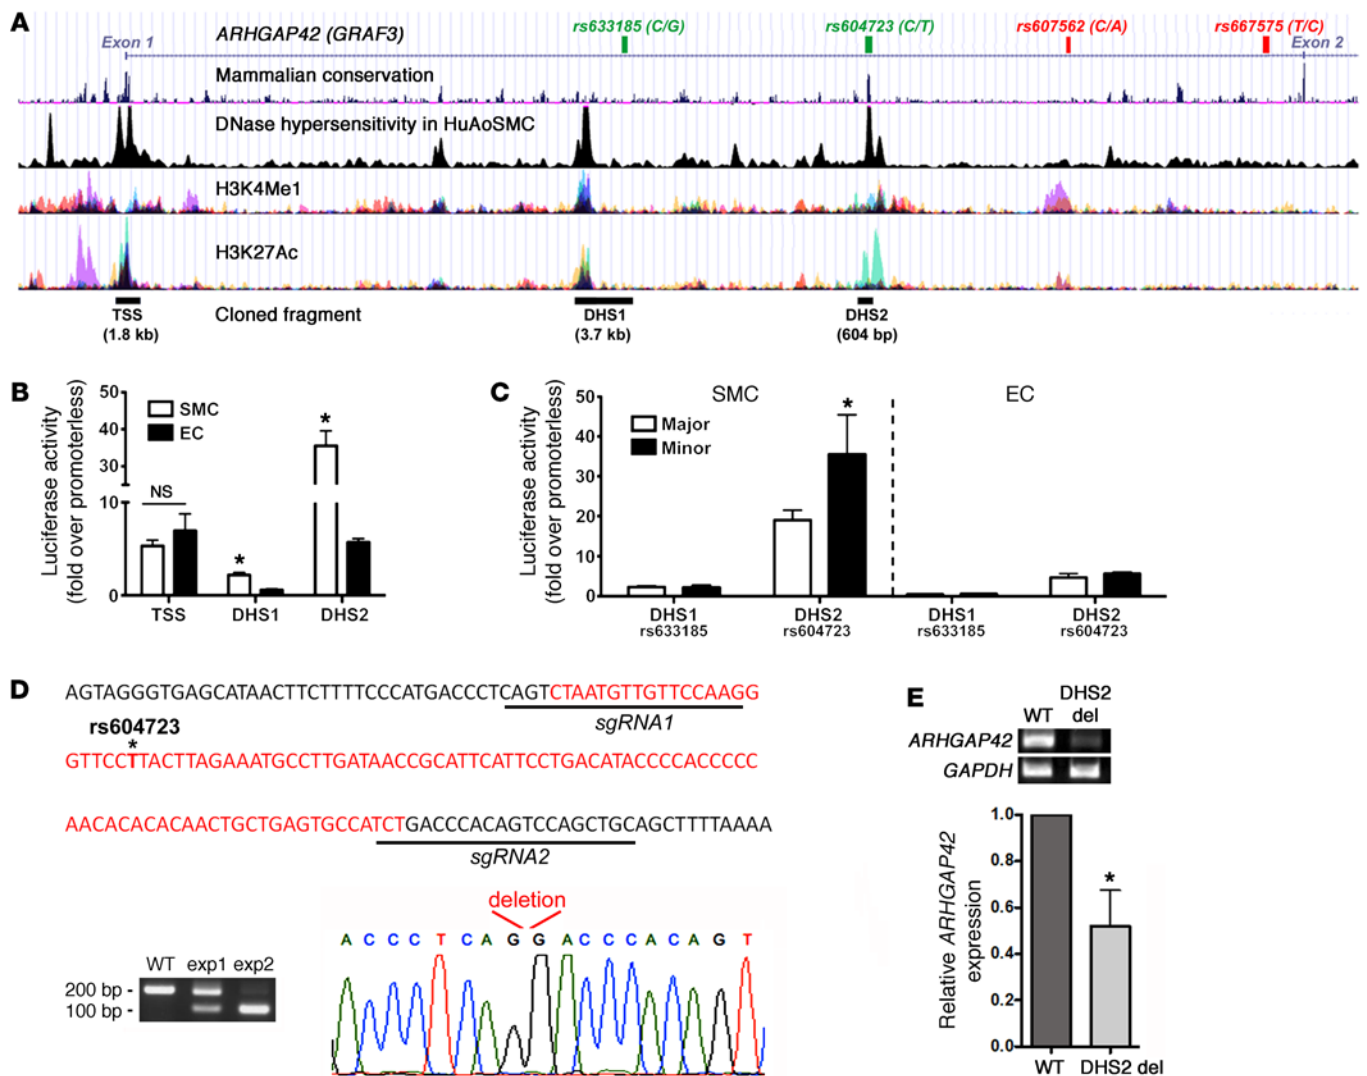 A
ARHGAP42 (GRAF3)
rs633185 (C/G)
rs604723 (C/T)
rs607562 (C/A)
rs667575 (T/C)
Exon 1
Exon 2
Mammalian conservation
DNase hypersensitivity in HuAoSMC
H3K4Me1
H3K27Ac
Cloned fragment
TSS
(1.8 kb)
DHS1
(3.7 kb)
DHS2
(604 bp)
B
Luciferase activity
(fold over promoterless)
50
40
30
10
0
SMC
EC
NS
*
*
TSS
DHS1
DHS2
C
Luciferase activity
(fold over promoterless)
50
40
30
20
10
0
SMC
EC
Major
Minor
*
DHS1
rs633185
DHS2
rs604723
DHS1
rs633185
DHS2
rs604723
D
AGTAGGGTGAGCATAACTTCTTTTCCCATGACCCTCAGTCTAATGTTGTTCCAAGG
sgRNA1
rs604723
*
GTTCCTTACTTAGAAATGCCTTGATAACCGCATTCATTCCTGACATACCCCACCCCC
AACACACACAACTGCTGAGTGCCATCTGACCCACAGTCCAGCTGCAGCTTTTAAAA
sgRNA2
deletion
A C C C T C A G G A C C C A C A G T
WT exp1 exp2
200 bp -
100 bp -
E
WT
DHS2
del
ARHGAP42
GAPDH
Relative ARHGAP42
expression
1.0
0.8
0.6
0.4
0.2
0.0
*
WT
DHS2 del